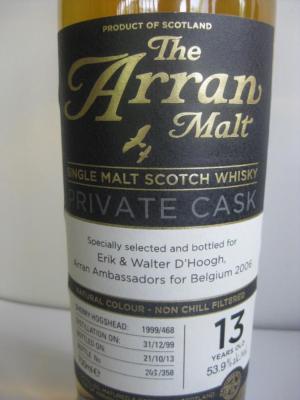 PRODUCT OF SCOTLAND
The
Arran
Malt
SINGLE MALT SCOTCH WHISKY
PRIVATE CASK
Specially selected and bottled for
Erik & Walter D'Hoogh,
Arran Ambassadors for Belgium 2006
NATURAL COLOUR - NON CHILL FILTERED
SHERRY HOGSHEAD: 1999/468
DISTILLATION ON: 31/12/99
BOTTLED ON: 21/10/13
/350
13
YEARS OLD
53.9%